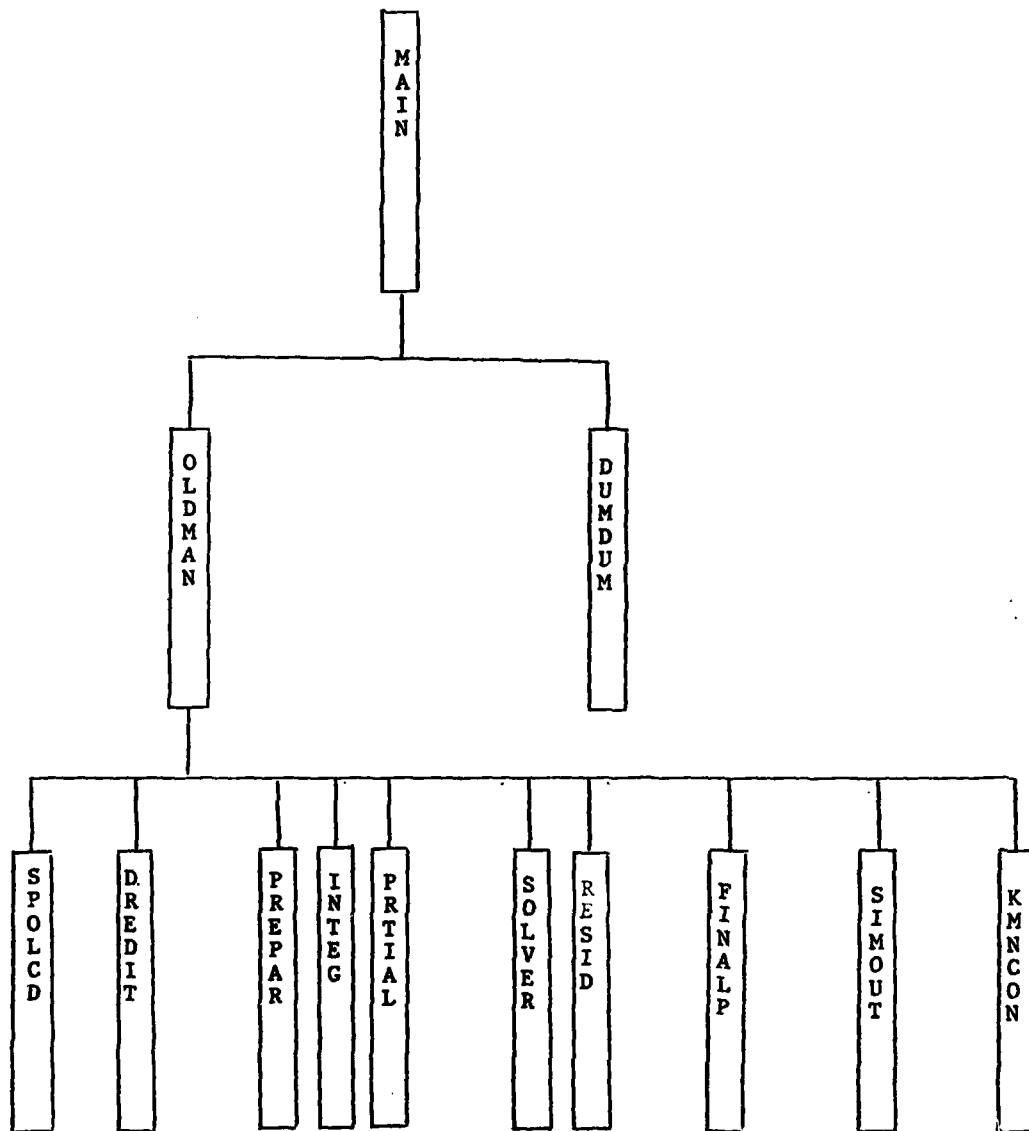 MAIN
OLDMAN
DUMDUM
SPOLCD
DREDIT
PREPAR
INTEG
PRTIAL
SOLVER
RESID
FINALP
SIMOUT
KMNCON